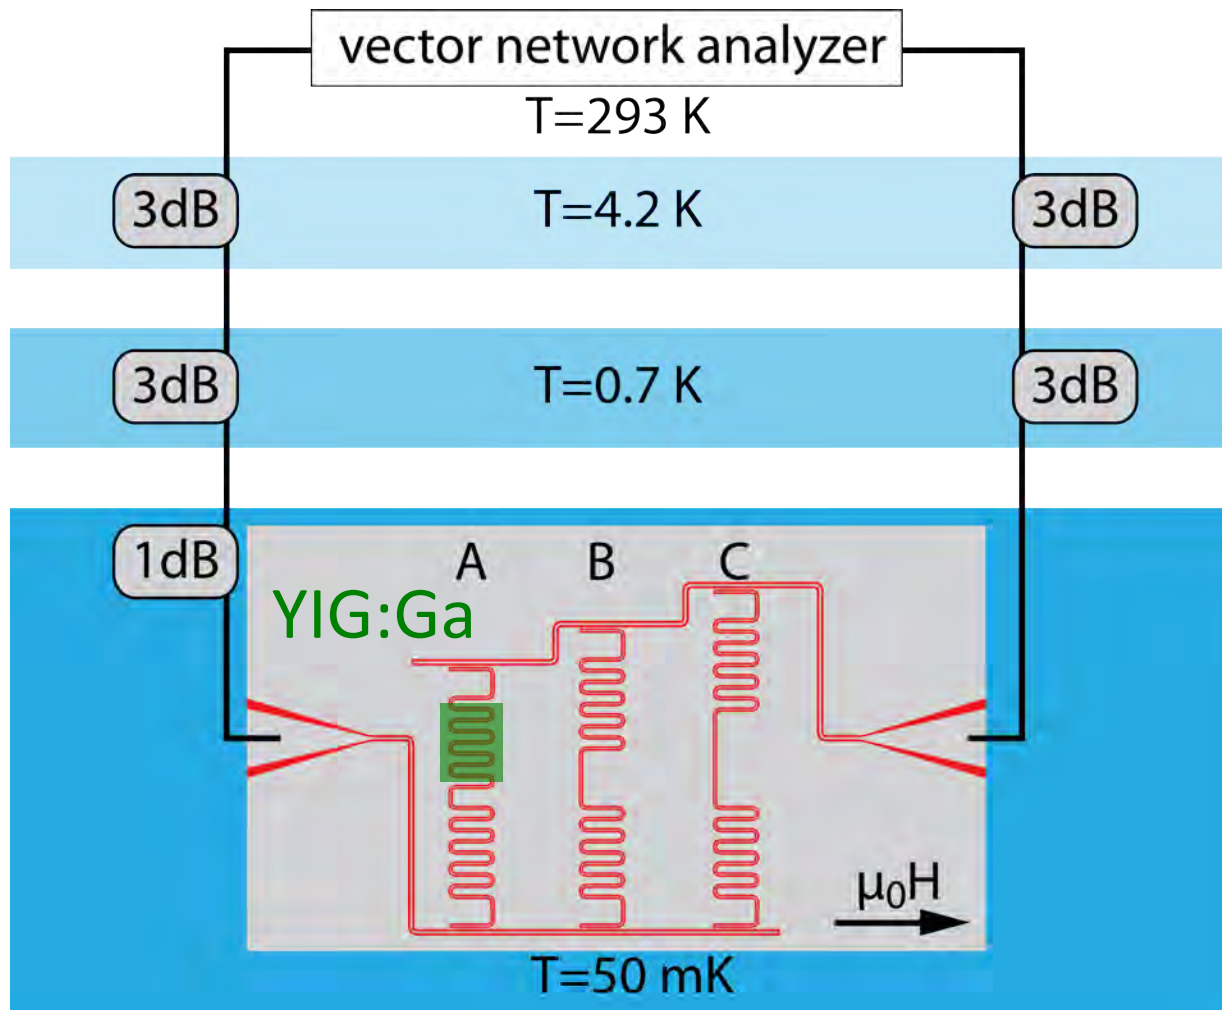 vector network analyzer
T=293 K
3dB T=4.2 K 3dB
3dB T=0.7 K 3dB
1dB A B C
YIG:Ga
μ₀H
T=50 mK